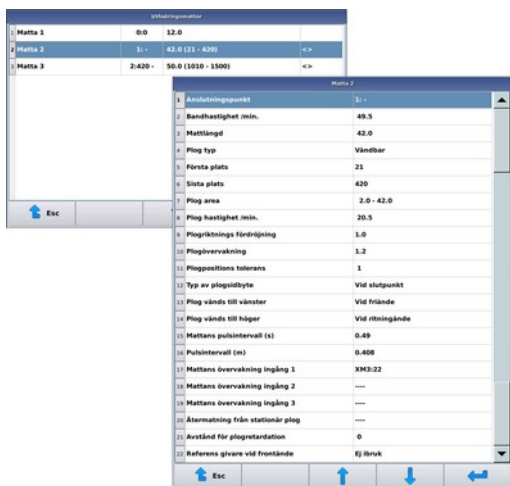 Utfodringsmattor
1 Matta 1 0:0 12.0
2 Matta 2 1: - 42.0 (21 - 420) <>
3 Matta 3 2:420 - 50.0 (1010 - 1500) <>
Esc
Matta 2
1 Anslutningspunkt 1: -
2 Bandhastighet /min. 49.5
3 Mattlängd 42.0
4 Plog typ Vändbar
5 Första plats 21
6 Sista plats 420
7 Plog area 2.0 - 42.0
8 Plog hastighet /min. 20.5
9 Plogriktnings fördröjning 1.0
10 Plogövervakning 1.2
11 Plogpositions tolerans 1
12 Typ av plogsidbyte Vid slutpunkt
13 Plog vänds till vänster Vid friände
14 Plog vänds till höger Vid ritningände
15 Mattans pulsintervall (s) 0.49
16 Pulsintervall (m) 0.408
17 Mattans övervakning ingång 1 XM3:22
18 Mattans övervakning ingång 2 ----
19 Mattans övervakning ingång 3 ----
20 Återmatning från stationär plog ----
21 Avstånd för plogretardation 0
22 Referens givare vid frontände Ej ibruk
Esc